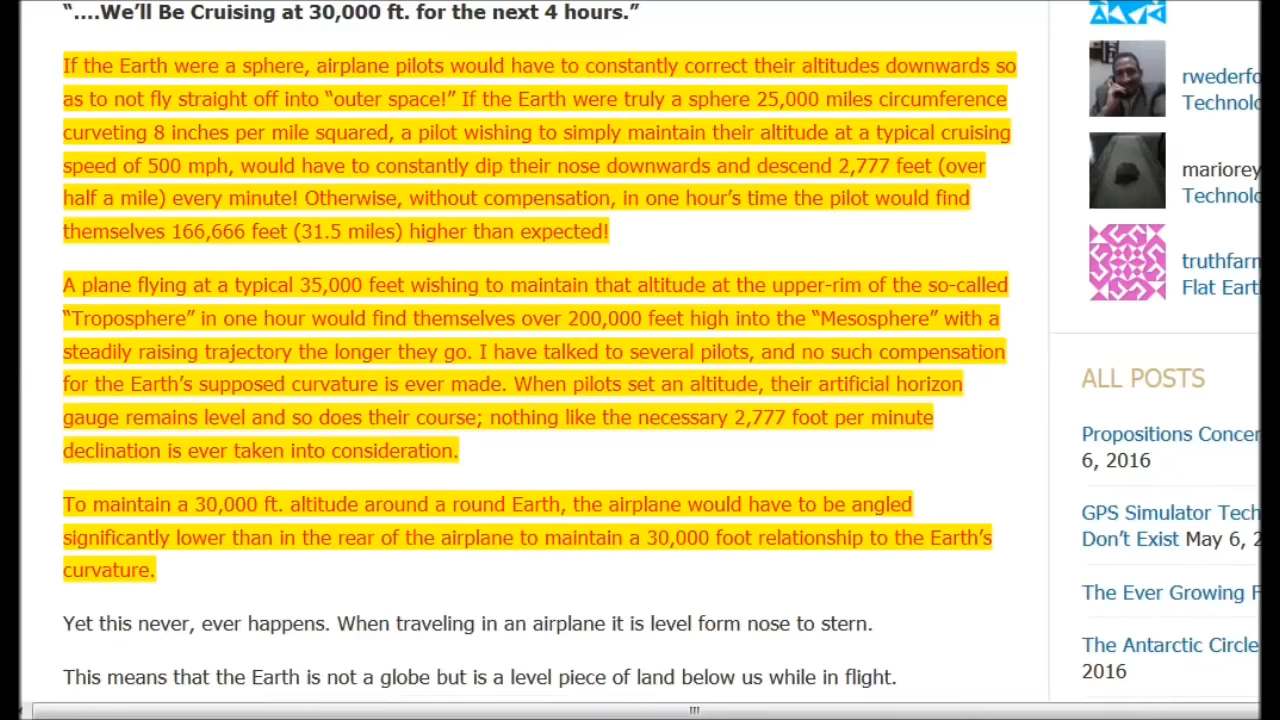 “....We’ll Be Cruising at 30,000 ft. for the next 4 hours.”
If the Earth were a sphere, airplane pilots would have to constantly correct their altitudes downwards so
as to not fly straight off into “outer space!” If the Earth were truly a sphere 25,000 miles circumference
curveting 8 inches per mile squared, a pilot wishing to simply maintain their altitude at a typical cruising
speed of 500 mph, would have to constantly dip their nose downwards and descend 2,777 feet (over
half a mile) every minute! Otherwise, without compensation, in one hour’s time the pilot would find
themselves 166,666 feet (31.5 miles) higher than expected!
A plane flying at a typical 35,000 feet wishing to maintain that altitude at the upper-rim of the so-called
“Troposphere” in one hour would find themselves over 200,000 feet high into the “Mesosphere” with a
steadily raising trajectory the longer they go. I have talked to several pilots, and no such compensation
for the Earth’s supposed curvature is ever made. When pilots set an altitude, their artificial horizon
gauge remains level and so does their course; nothing like the necessary 2,777 foot per minute
declination is ever taken into consideration.
To maintain a 30,000 ft. altitude around a round Earth, the airplane would have to be angled
significantly lower than in the rear of the airplane to maintain a 30,000 foot relationship to the Earth’s
curvature.
Yet this never, ever happens. When traveling in an airplane it is level form nose to stern.
This means that the Earth is not a globe but is a level piece of land below us while in flight.
rwederfo
Technolo
mariorey
Technolo
truthfarm
Flat Eart
ALL POSTS
Propositions Concer
6, 2016
GPS Simulator Tech
Don’t Exist May 6, 2
The Ever Growing F
The Antarctic Circle
2016